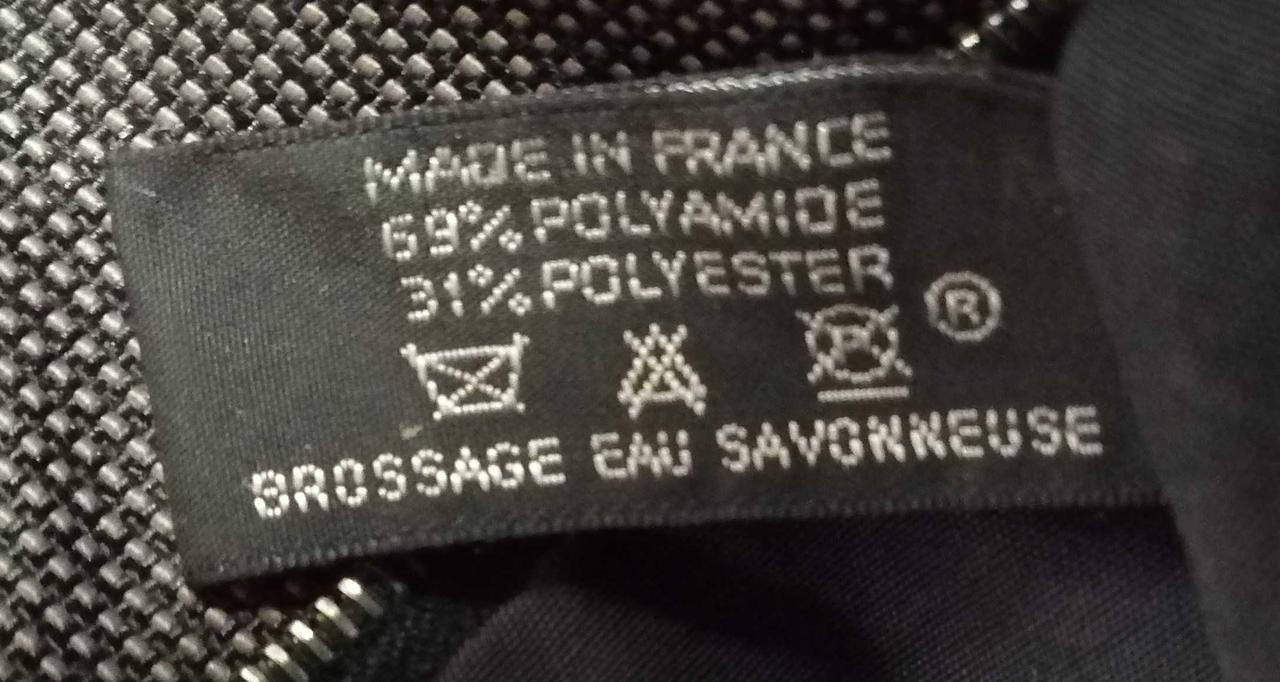 MADE IN FRANCE
69% POLYAMIDE
31% POLYESTER
P ®
BROSSAGE EAU SAVONNEUSE